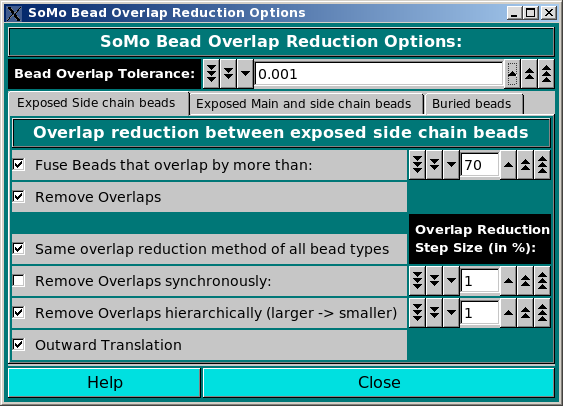 SoMo Bead Overlap Reduction Options
SoMo Bead Overlap Reduction Options:
Bead Overlap Tolerance: 0.001
Exposed Side chain beads Exposed Main and side chain beads Buried beads
Overlap reduction between exposed side chain beads
Fuse Beads that overlap by more than: 70
Remove Overlaps
Overlap Reduction
Step Size (in %):
Same overlap reduction method of all bead types
Remove Overlaps synchronously: 1
Remove Overlaps hierarchically (larger -> smaller) 1
Outward Translation
Help Close